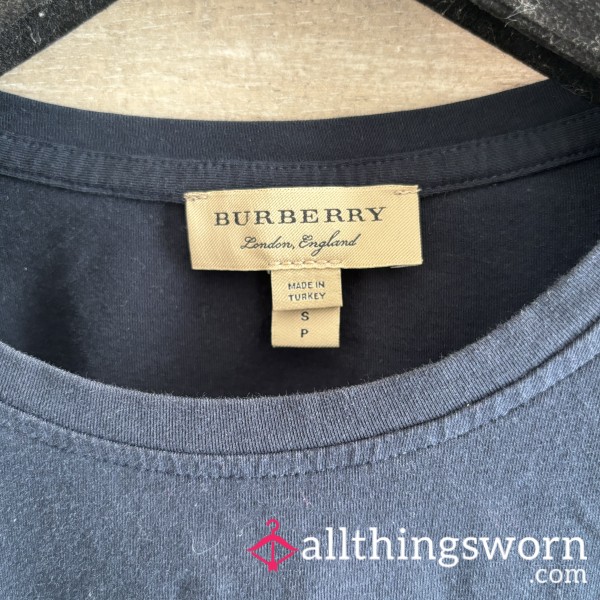 BURBERRY
London, England
MADE IN
TURKEY
S
P
allthingsworn
.com